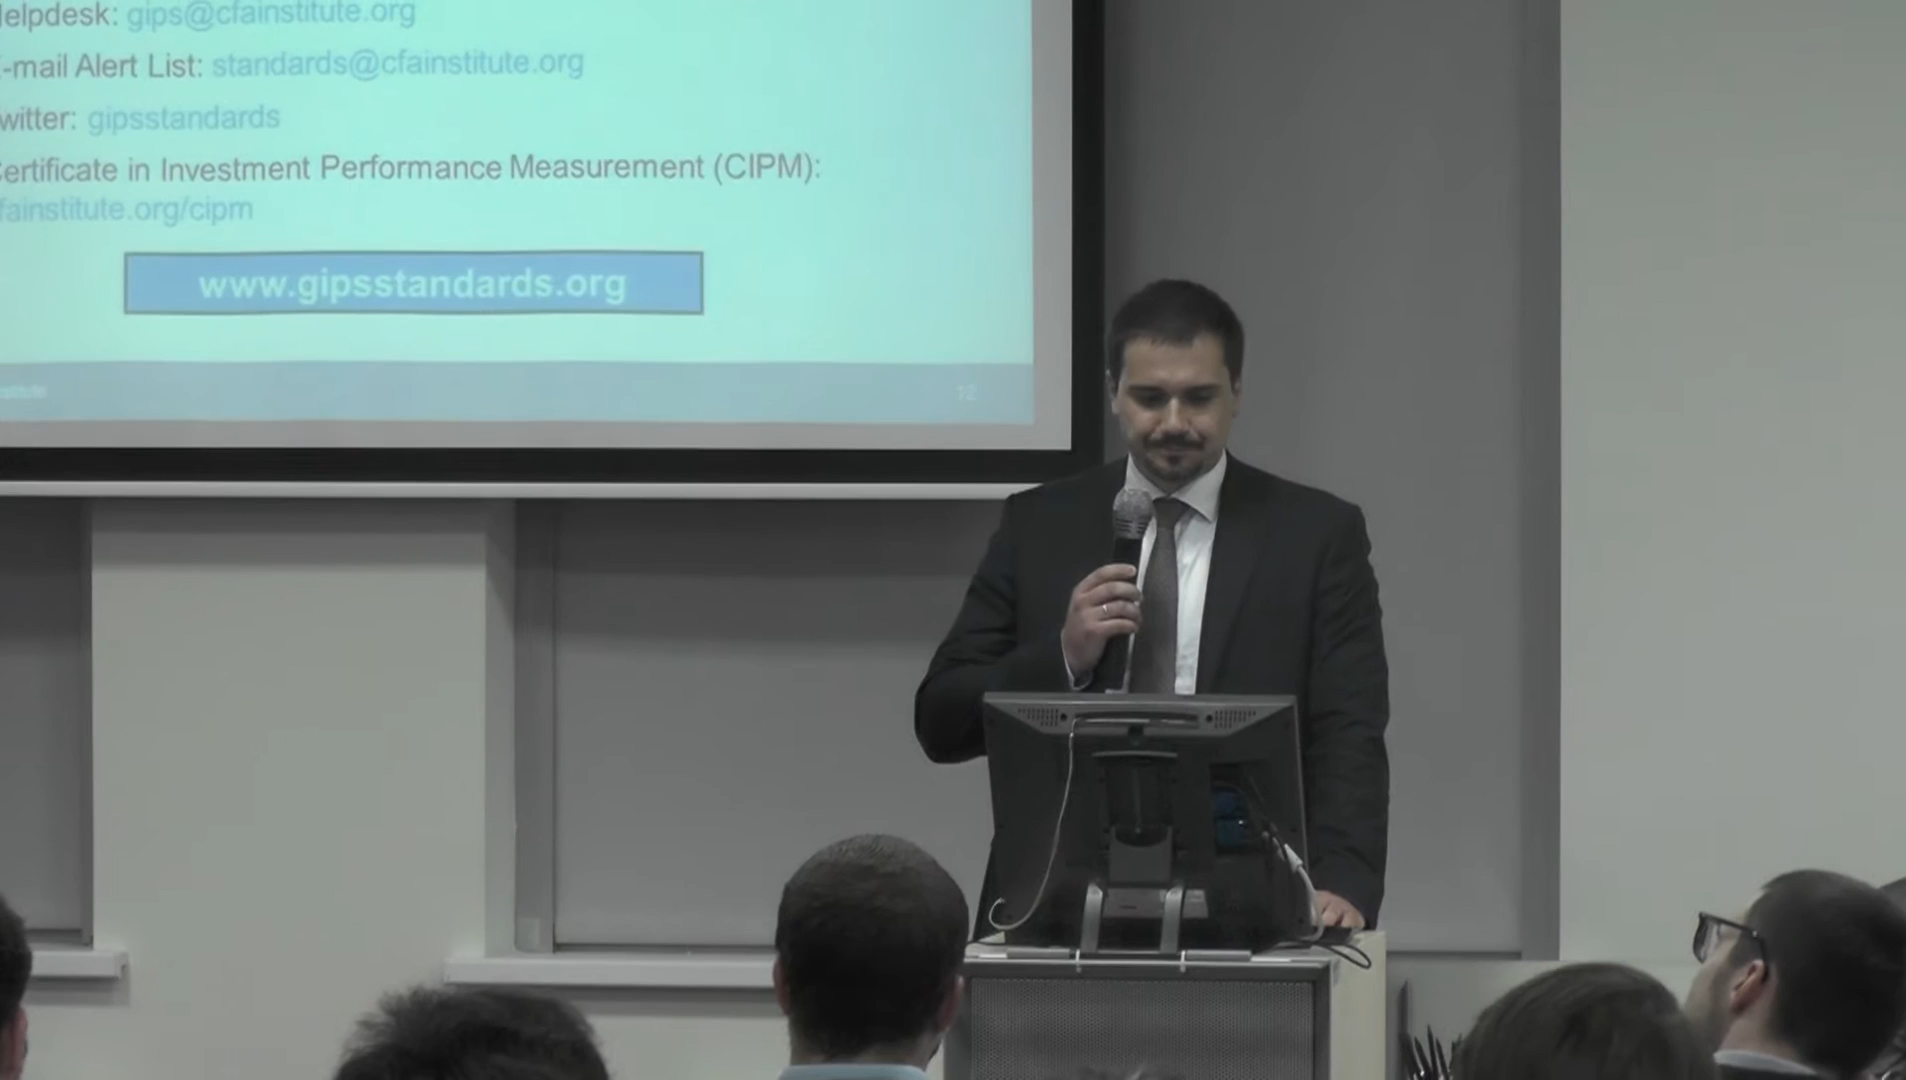 elpdesk: gips@cfainstitute.org
-mail Alert List: standards@cfainstitute.org
witter: gipsstandards
ertificate in Investment Performance Measurement (CIPM):
fainstitute.org/cipm
www.gipsstandards.org
12